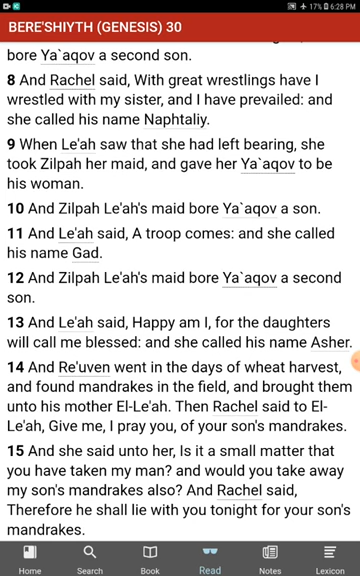 17% 6:28 PM
BERE'SHIYTH (GENESIS) 30
bore Ya`aqov a second son.
8 And Rachel said, With great wrestlings have I
wrestled with my sister, and I have prevailed: and
she called his name Naphtaliy.
9 When Le'ah saw that she had left bearing, she
took Zilpah her maid, and gave her Ya`aqov to be
his woman.
10 And Zilpah Le'ah's maid bore Ya`aqov a son.
11 And Le'ah said, A troop comes: and she called
his name Gad.
12 And Zilpah Le'ah's maid bore Ya`aqov a second
son.
13 And Le'ah said, Happy am I, for the daughters
will call me blessed: and she called his name Asher.
14 And Re'uven went in the days of wheat harvest,
and found mandrakes in the field, and brought them
unto his mother El-Le'ah. Then Rachel said to El-
Le'ah, Give me, I pray you, of your son's mandrakes.
15 And she said unto her, Is it a small matter that
you have taken my man? and would you take away
my son's mandrakes also? And Rachel said,
Therefore he shall lie with you tonight for your son's
mandrakes.
Home Search Book Read Notes Lexicon